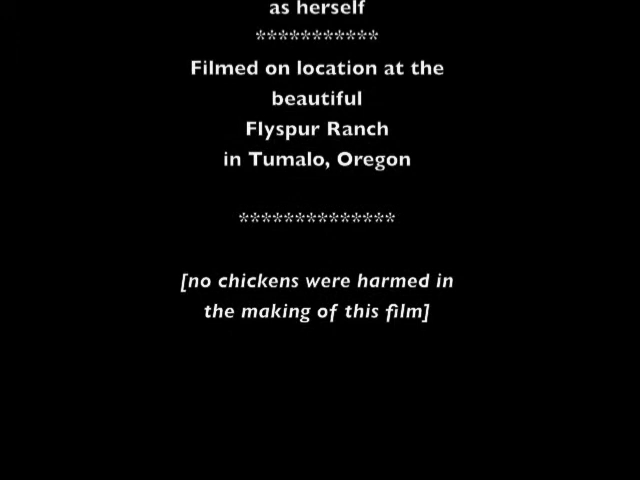 as herself
***********
Filmed on location at the
beautiful
Flyspur Ranch
in Tumalo, Oregon
**************
[no chickens were harmed in
the making of this film]